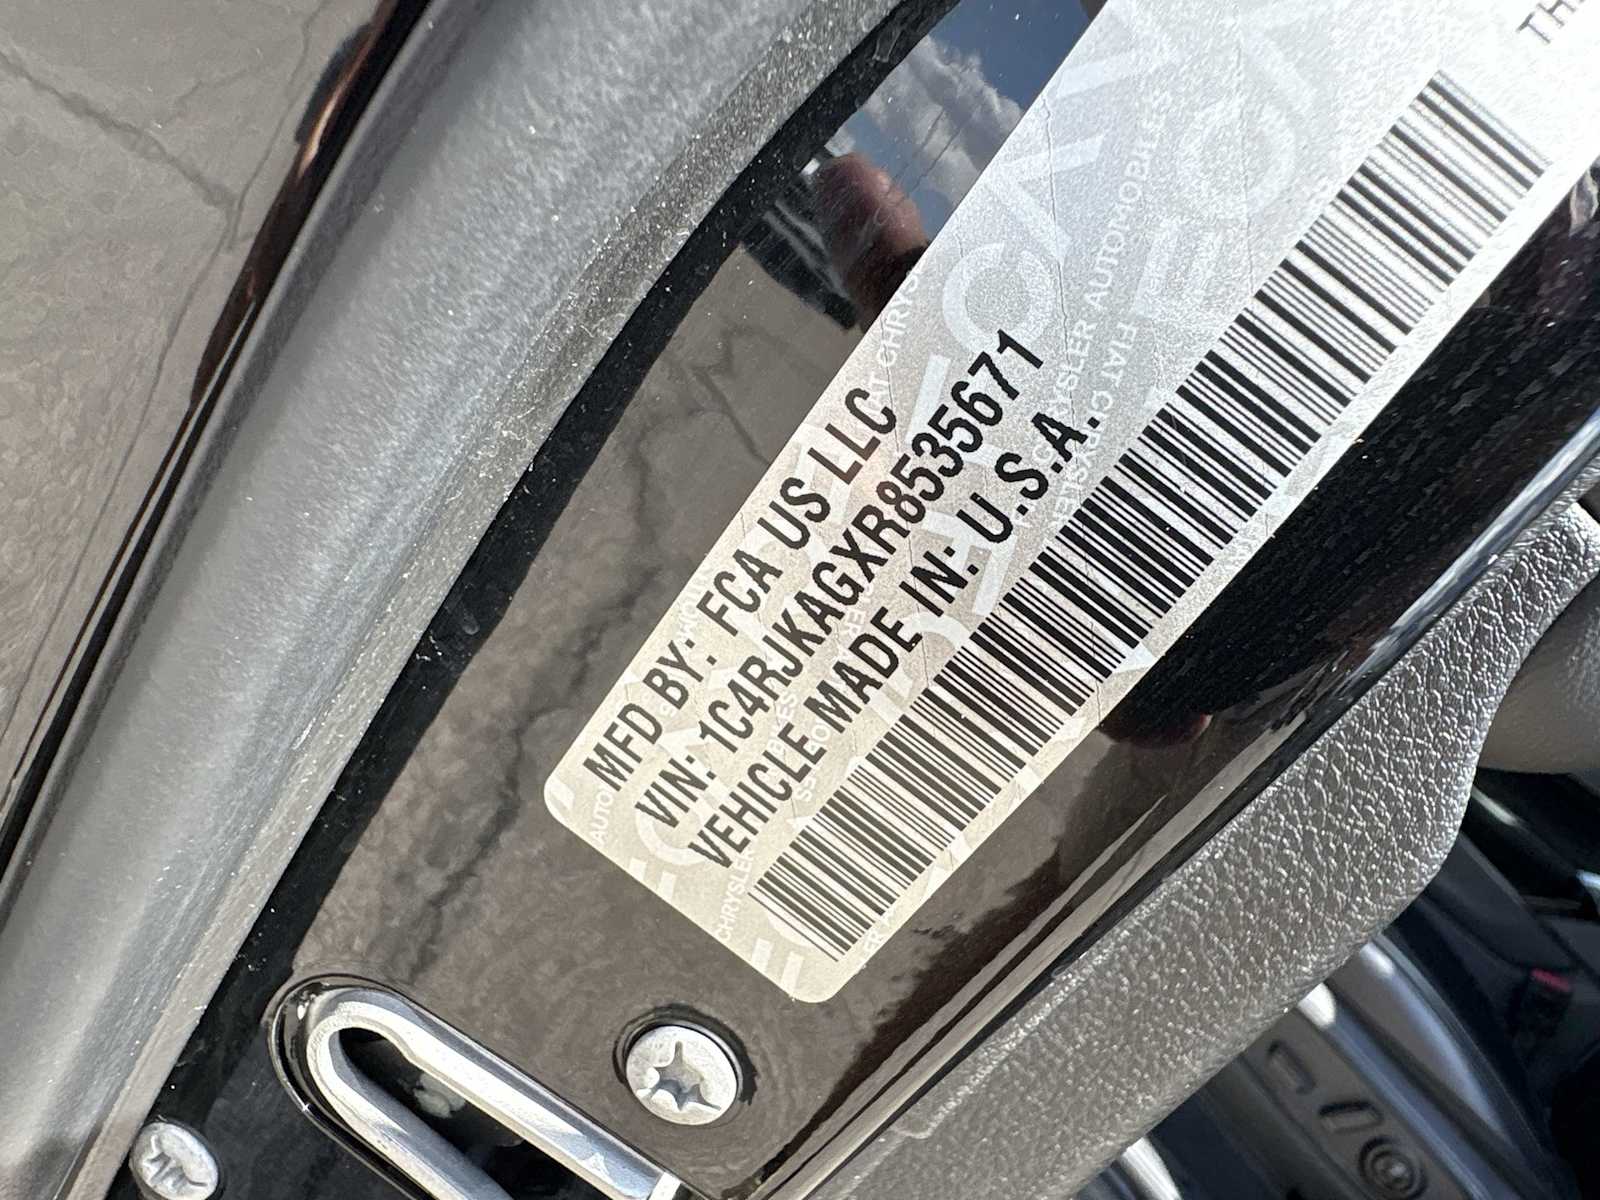 MFD BY: FCA US LLC
VIN: 1C4RJKAGXR8535671
VEHICLE MADE IN: U.S.A.